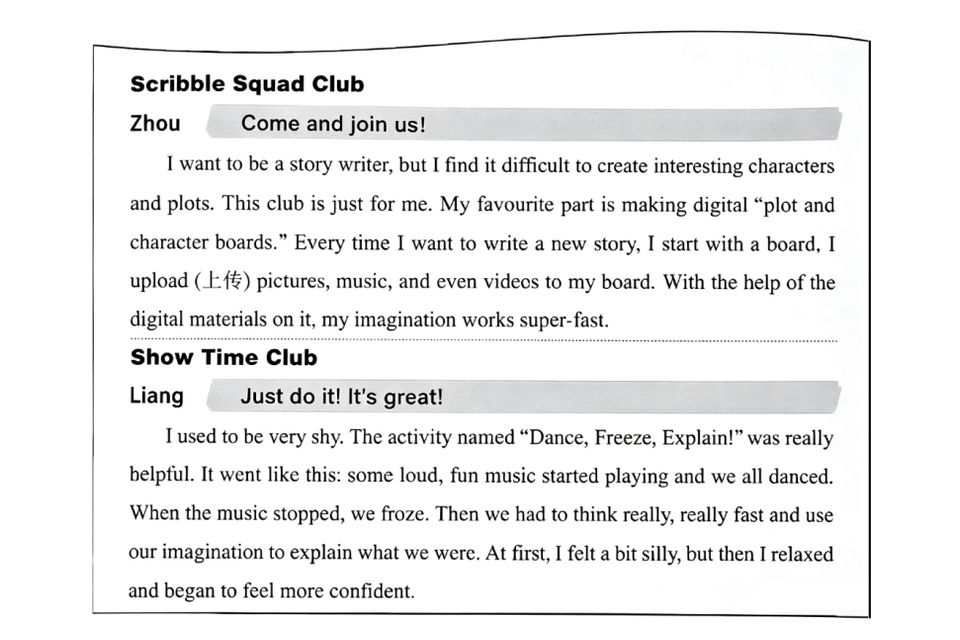 Scribble Squad Club
Zhou Come and join us!
I want to be a story writer, but I find it difficult to create interesting characters
and plots. This club is just for me. My favourite part is making digital “plot and
character boards.” Every time I want to write a new story, I start with a board, I
upload (上传) pictures, music, and even videos to my board. With the help of the
digital materials on it, my imagination works super-fast.
Show Time Club
Liang Just do it! It's great!
I used to be very shy. The activity named “Dance, Freeze, Explain!” was really
helpful. It went like this: some loud, fun music started playing and we all danced.
When the music stopped, we froze. Then we had to think really, really fast and use
our imagination to explain what we were. At first, I felt a bit silly, but then I relaxed
and began to feel more confident.